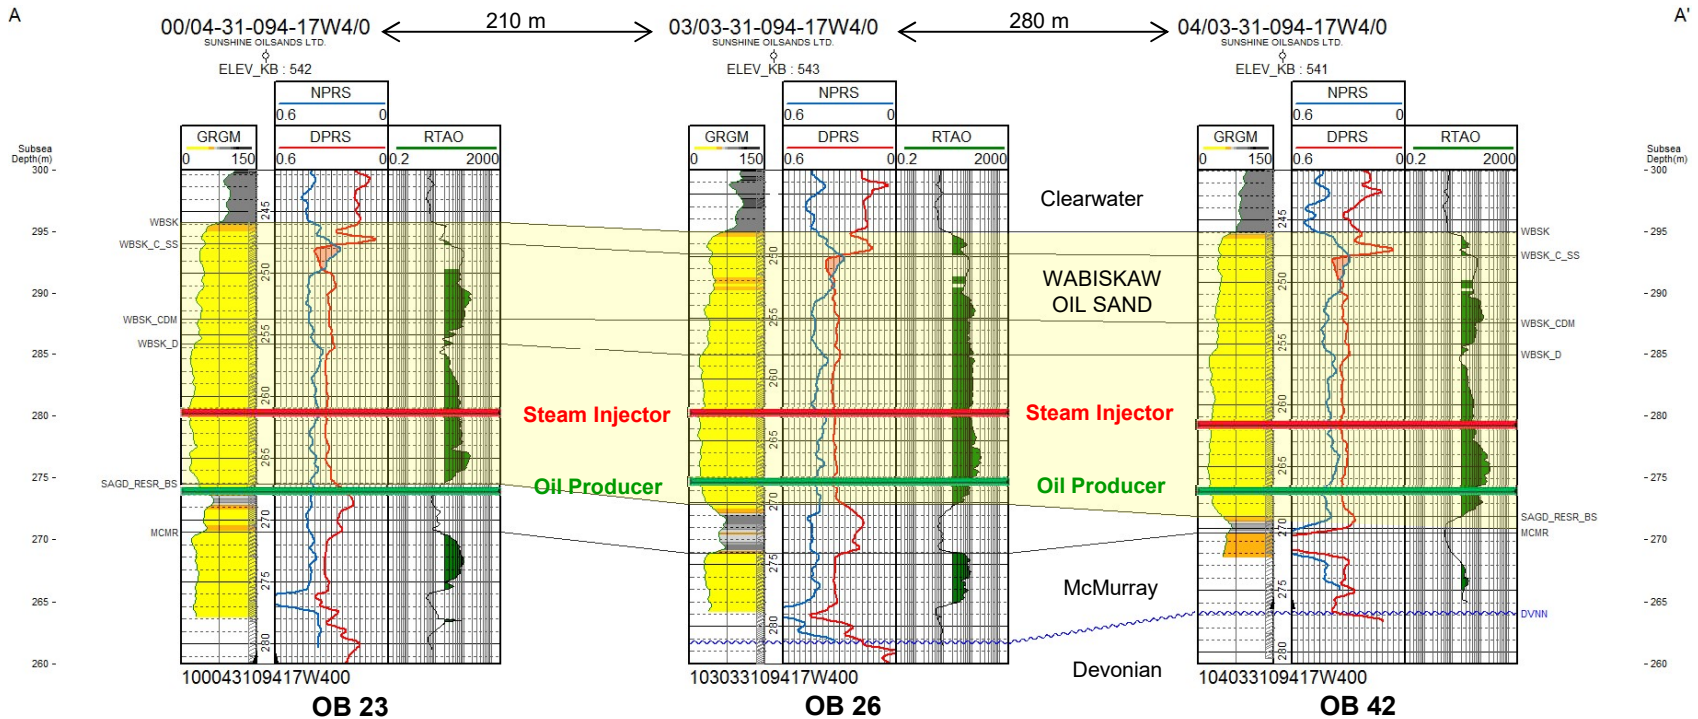 A
A'
00/04-31-094-17W4/0
210 m
03/03-31-094-17W4/0
280 m
04/03-31-094-17W4/0
SUNSHINE OILSANDS LTD.
SUNSHINE OILSANDS LTD.
SUNSHINE OILSANDS LTD.
ELEV_KB : 542
ELEV_KB : 543
ELEV_KB : 541
NPRS
0.6 0
NPRS
0.6 0
NPRS
0.6 0
GRGM
0 150
DPRS
0.6 0
RTAO
0.2 2000
GRGM
0 150
DPRS
0.6 0
RTAO
0.2 2000
GRGM
0 150
DPRS
0.6 0
RTAO
0.2 2000
Subsea
Depth(m)
300
295
290
285
280
275
270
265
260
WBSK
WBSK_C_SS
WBSK_CDM
WBSK_D
SAGD_RESR_BS
MCMR
245
250
255
260
265
270
275
280
250
255
260
265
270
275
280
245
250
255
260
265
270
275
280
Clearwater
WABISKAW
OIL SAND
Steam Injector
Steam Injector
Oil Producer
Oil Producer
McMurray
Devonian
Subsea
Depth(m)
300
295
290
285
280
275
270
265
260
WBSK
WBSK_C_SS
WBSK_CDM
WBSK_D
SAGD_RESR_BS
MCMR
DVNN
100043109417W400
103033109417W400
104033109417W400
OB 23
OB 26
OB 42